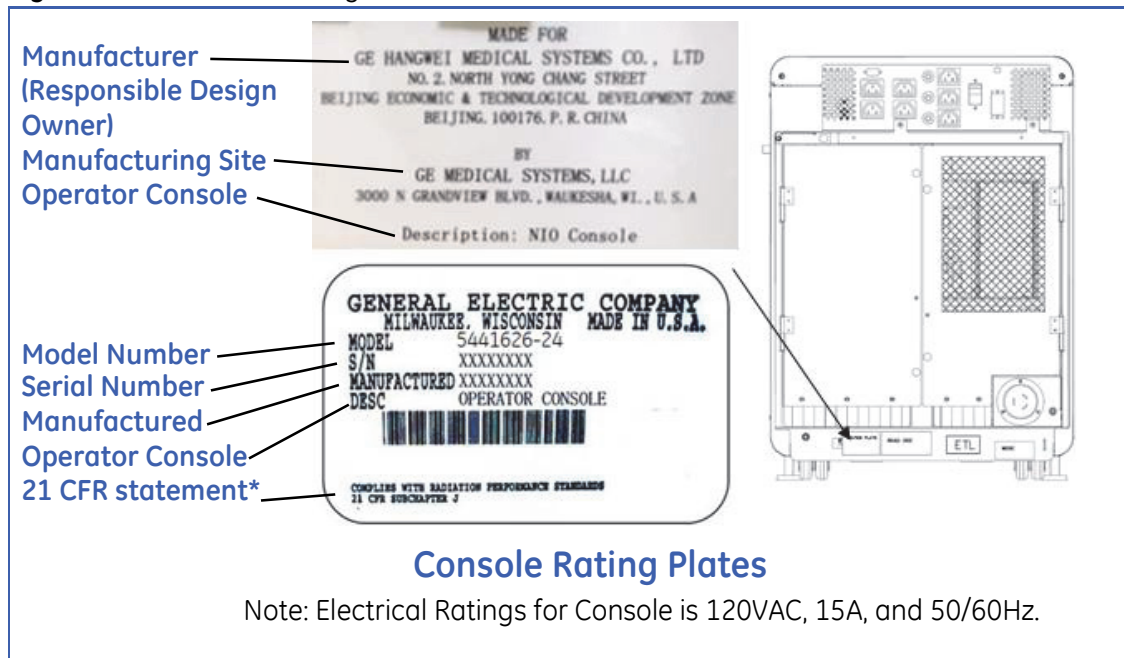 Manufacturer
(Responsible Design
Owner)
Manufacturing Site
Operator Console
MADE FOR
GE HANGWEI MEDICAL SYSTEMS CO., LTD
NO. 2. NORTH YONG CHANG STREET
BEIJING ECONOMIC & TECHNOLOGICAL DEVELOPMENT ZONE
BEIJING. 100176. P. R. CHINA
BY
GE MEDICAL SYSTEMS, LLC
3000 N GRANDVIEW BLVD., WAUKESHA, WI., U. S. A
Description: NIO Console
Model Number
Serial Number
Manufactured
Operator Console
21 CFR statement*
GENERAL ELECTRIC COMPANY
MILWAUKEE, WISCONSIN MADE IN U.S.A.
MODEL 5441626-24
S/N XXXXXXXX
MANUFACTURED XXXXXXXX
DESC OPERATOR CONSOLE
COMPLIES WITH RADIATION PERFORMANCE STANDARDS
21 CFR SUBCHAPTER J
ETL
Console Rating Plates
Note: Electrical Ratings for Console is 120VAC, 15A, and 50/60Hz.